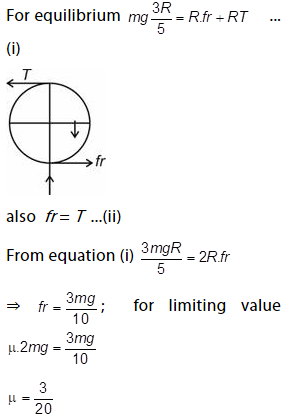 For equilibrium mg 3R/5 = R.fr + RT ...
(i)
T
fr
also fr = T ...(ii)
From equation (i) 3mgR/5 = 2R.fr
⇒ fr = 3mg/10 ; for limiting value
μ.2mg = 3mg/10
μ = 3/20